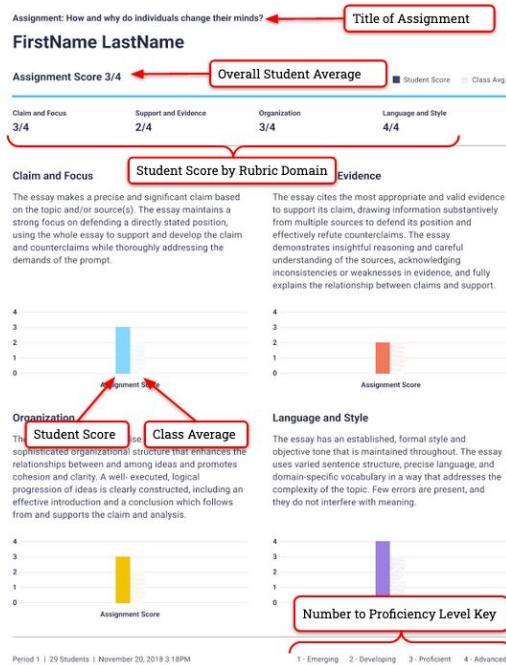 Assignment: How and why do individuals change their minds?
Title of Assignment
FirstName LastName
Assignment Score 3/4
Overall Student Average
Student Score
Class Avg.
Claim and Focus
Support and Evidence
Organization
Language and Style
3/4
2/4
3/4
4/4
Student Score by Rubric Domain
Claim and Focus
The essay makes a precise and significant claim based
on the topic and/or source(s). The essay maintains a
strong focus on defending a directly stated position,
using the whole essay to support and develop the claim
and counterclaims while thoroughly addressing the
demands of the prompt.
4
3
2
1
0
Assignment Score
Evidence
The essay cites the most appropriate and valid evidence
to support its claim, drawing information substantively
from multiple sources to defend its position and
effectively refute counterclaims. The essay
demonstrates insightful reasoning and careful
understanding of the sources, acknowledging
inconsistencies or weaknesses in evidence, and fully
explains the relationship between claims and support.
4
3
2
1
0
Assignment Score
Student Score
Class Average
Organization
sophisticated organizational structure that enhances the
relationships between and among ideas and promotes
cohesion and clarity. A well- executed, logical
progression of ideas is clearly constructed, including an
effective introduction and a conclusion which follows
from and supports the claim and analysis.
4
3
2
1
0
Assignment Score
Language and Style
The essay has an established, formal style and
objective tone that is maintained throughout. The essay
uses varied sentence structure, precise language, and
domain-specific vocabulary in a way that addresses the
complexity of the topic. Few errors are present, and
they do not interfere with meaning.
4
3
2
1
0
Number to Proficiency Level Key
Period 1 | 29 Students | November 20, 2018 3:18PM
1 - Emerging 2 - Developing 3 - Proficient 4 - Advanced